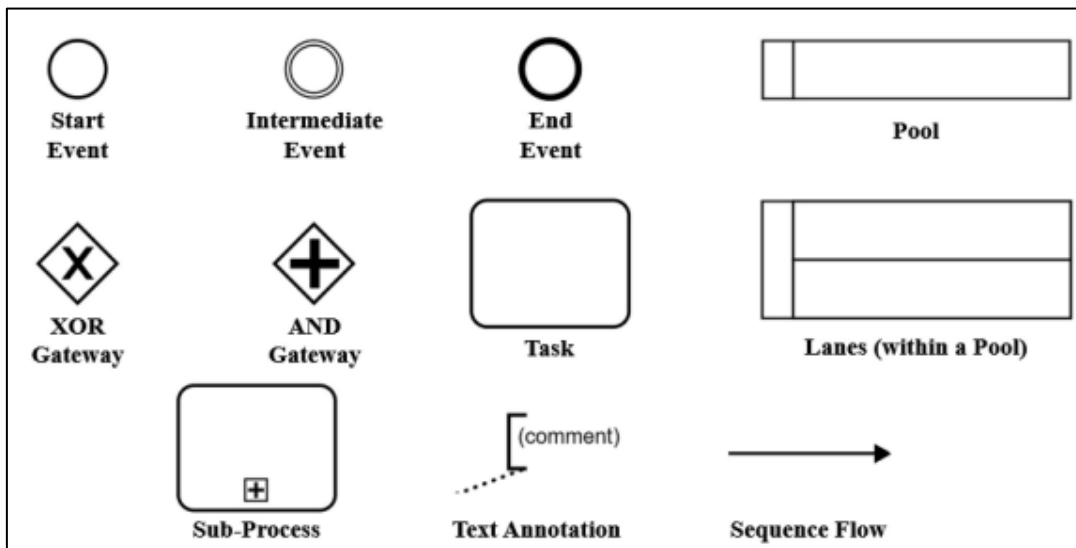 Start
Event
Intermediate
Event
End
Event
Pool
X
XOR
Gateway
AND
Gateway
Task
Lanes (within a Pool)
Sub-Process
(comment)
Text Annotation
Sequence Flow